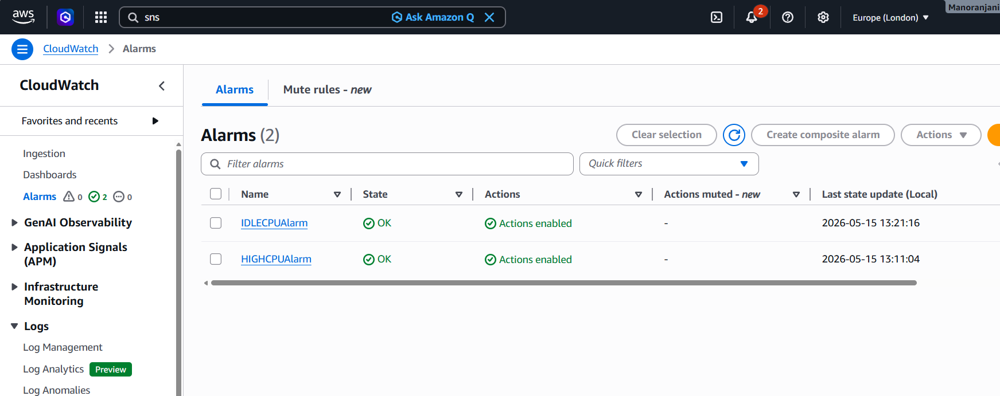 aws
sns
Ask Amazon Q
2
Europe (London)
Manoranjani
CloudWatch
Alarms
CloudWatch
Favorites and recents
Ingestion
Dashboards
Alarms 0 2 0
GenAI Observability
Application Signals
(APM)
Infrastructure
Monitoring
Logs
Log Management
Log Analytics Preview
Log Anomalies
Alarms
Mute rules - new
Alarms (2)
Clear selection
Create composite alarm
Actions
Filter alarms
Quick filters
Name State Actions Actions muted - new Last state update (Local)
IDLECPUAlarm OK Actions enabled - 2026-05-15 13:21:16
HIGHCPUAlarm OK Actions enabled - 2026-05-15 13:11:04